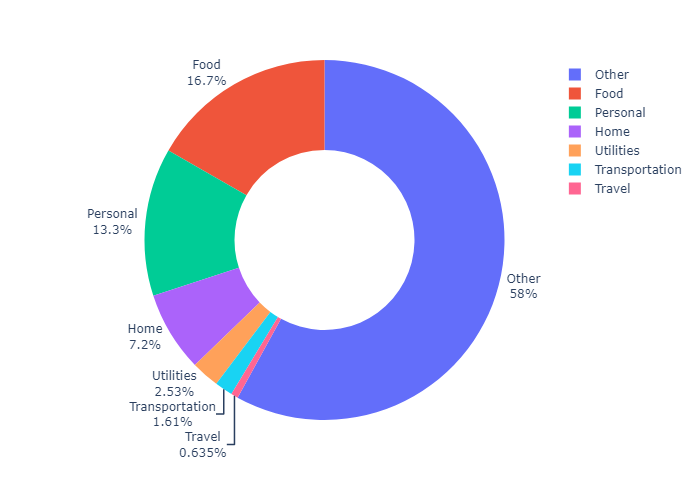 Food
16.7%
Personal
13.3%
Home
7.2%
Utilities
2.53%
Transportation
1.61%
Travel
0.635%
Other
58%
Other
Food
Personal
Home
Utilities
Transportation
Travel